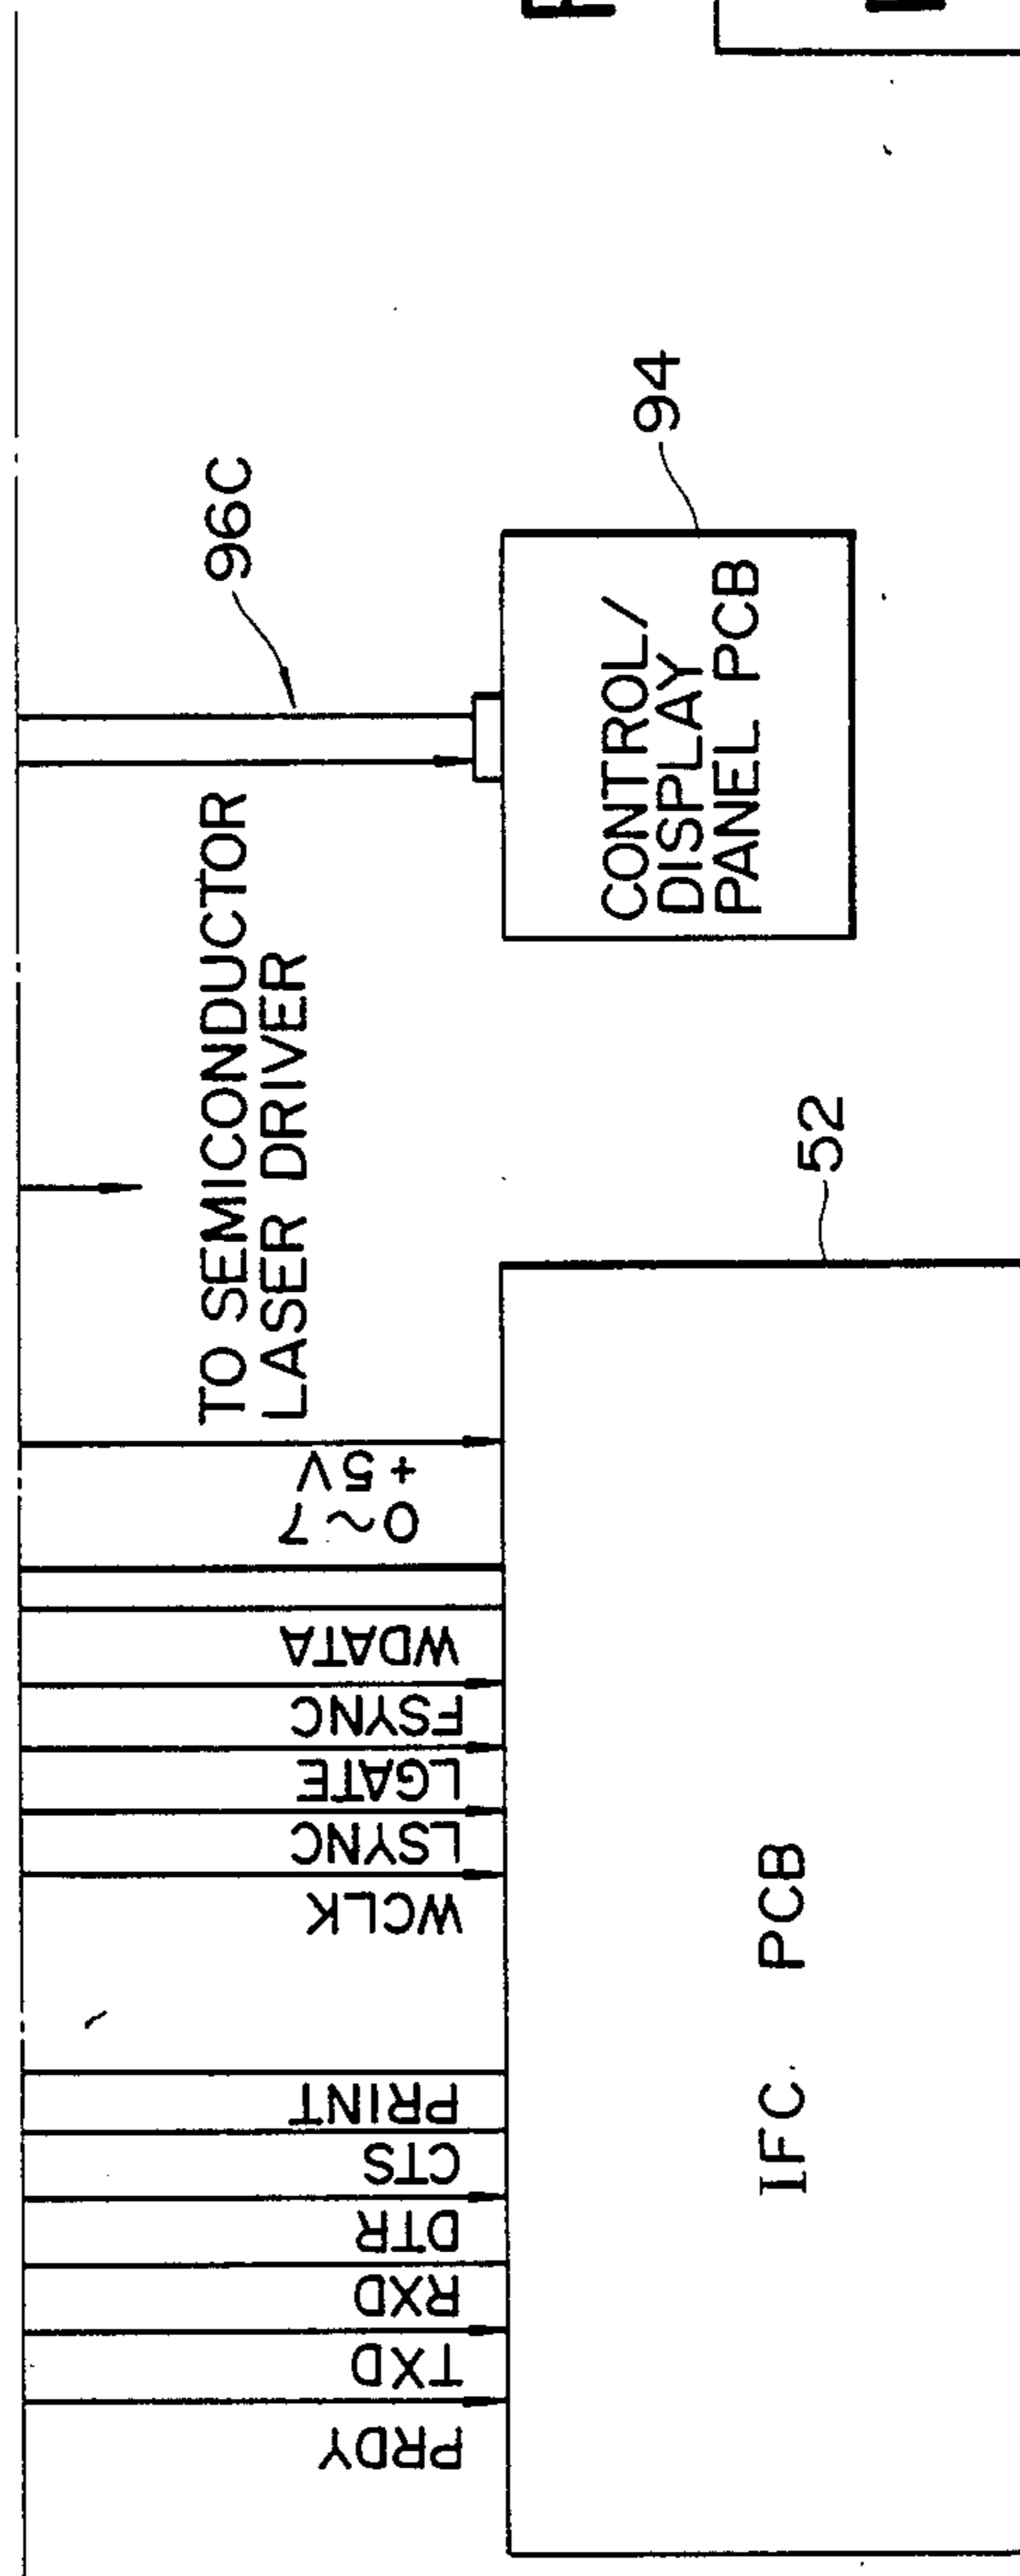 96C
94
CONTROL/
DISPLAY
PANEL PCB
TO SEMICONDUCTOR
LASER DRIVER
52
+5V
0~7
WDATA
FSYNC
LGATE
LSYNC
WCLK
PRINT
CTS
DTR
RXD
TXD
PRDY
IFC PCB